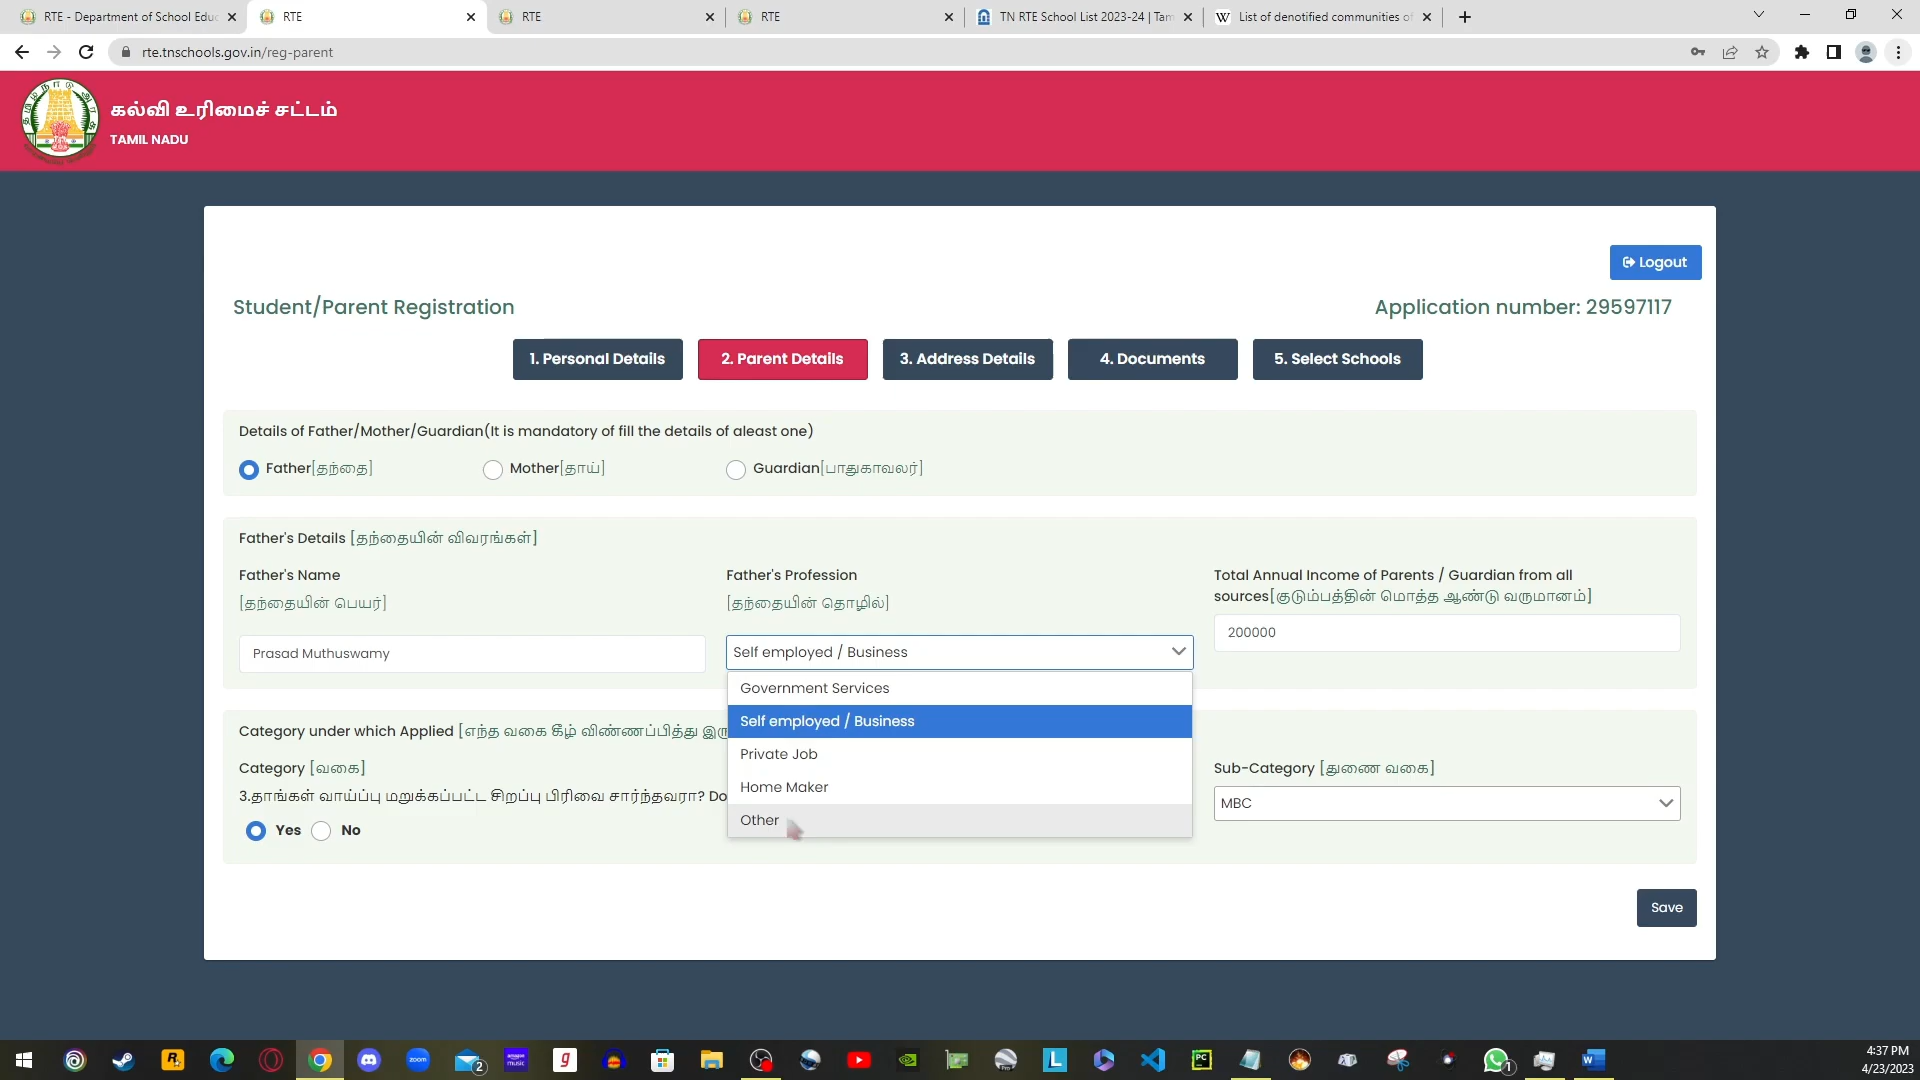 RTE - Department of School Educ
RTE
RTE
RTE
TN RTE School List 2023-24 | Tam
List of denotified communities of
rte.tnschools.gov.in/reg-parent
கல்வி உரிமைச் சட்டம்
TAMIL NADU
Logout
Student/Parent Registration
Application number: 29597117
1. Personal Details
2. Parent Details
3. Address Details
4. Documents
5. Select Schools
Details of Father/Mother/Guardian(It is mandatory of fill the details of aleast one)
Father[தந்தை]
Mother[தாய்]
Guardian[பாதுகாவலர்]
Father's Details [தந்தையின் விவரங்கள்]
Father's Name
[தந்தையின் பெயர்]
Prasad Muthuswamy
Father's Profession
[தந்தையின் தொழில்]
Self employed / Business
Government Services
Self employed / Business
Private Job
Home Maker
Other
Total Annual Income of Parents / Guardian from all
sources[குடும்பத்தின் மொத்த ஆண்டு வருமானம்]
200000
Category under which Applied [எந்த வகை கீழ் விண்ணப்பித்து இரு
Category [வகை]
3.தாங்கள் வாய்ப்பு மறுக்கப்பட்ட சிறப்பு பிரிவை சார்ந்தவரா? Do
Yes
No
Sub-Category [துணை வகை]
MBC
Save
4:37 PM
4/23/2023